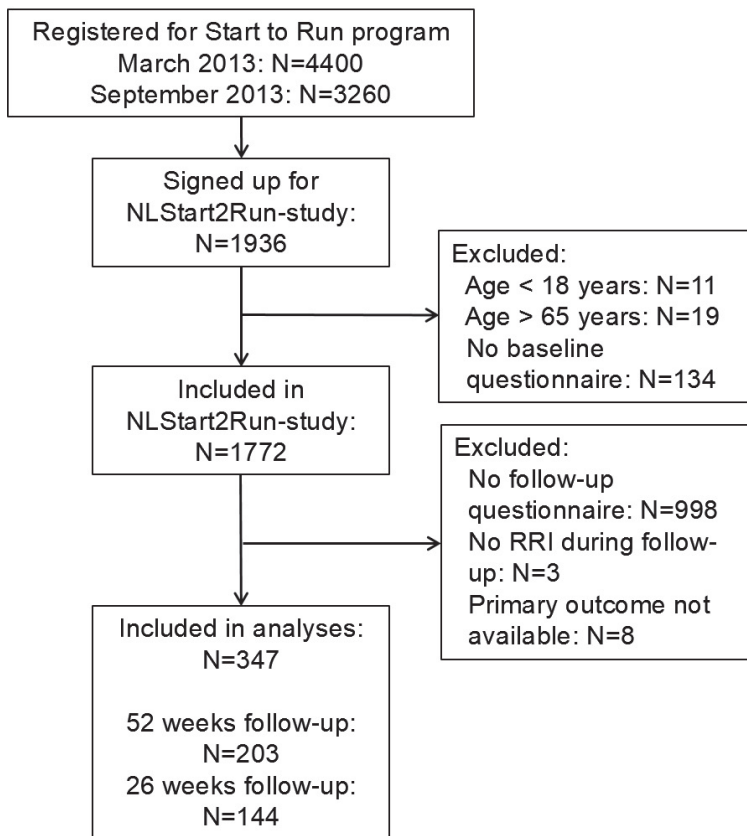 Registered for Start to Run program
March 2013: N=4400
September 2013: N=3260
Signed up for
NLStart2Run-study:
N=1936
Excluded:
Age < 18 years: N=11
Age > 65 years: N=19
No baseline
questionnaire: N=134
Included in
NLStart2Run-study:
N=1772
Excluded:
No follow-up
questionnaire: N=998
No RRI during follow-
up: N=3
Primary outcome not
available: N=8
Included in analyses:
N=347
52 weeks follow-up:
N=203
26 weeks follow-up:
N=144